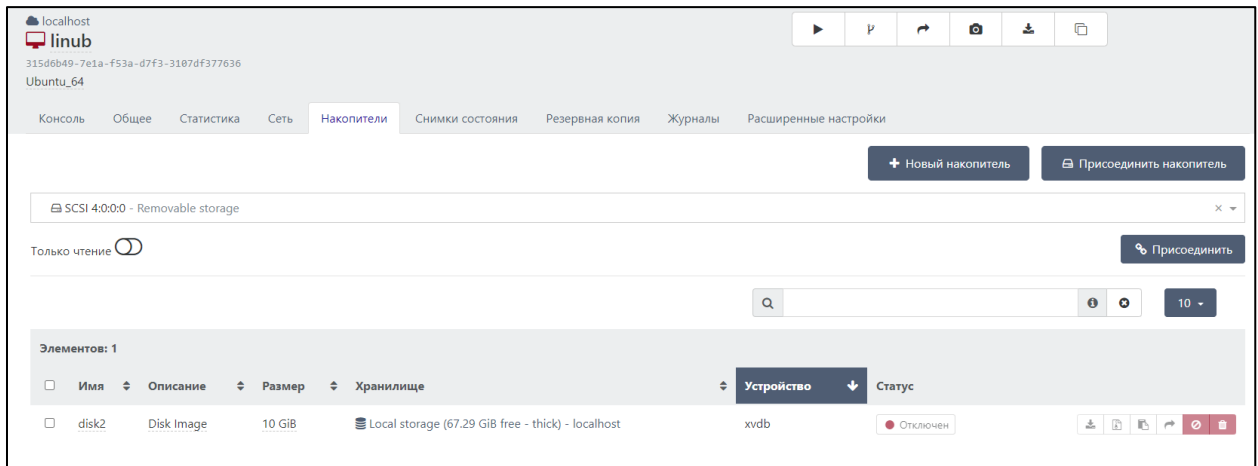 localhost
linub
315d6b49-7e1a-f53a-d7f3-3107df377636
Ubuntu_64
Консоль Общее Статистика Сеть Накопители Снимки состояния Резервная копия Журналы Расширенные настройки
+ Новый накопитель Присоединить накопитель
SCSI 4:0:0:0 - Removable storage
Только чтение Присоединить
10
Элементов: 1
Имя Описание Размер Хранилище Устройство Статус
disk2 Disk Image 10 GiB Local storage (67.29 GiB free - thick) - localhost xvdb Отключен